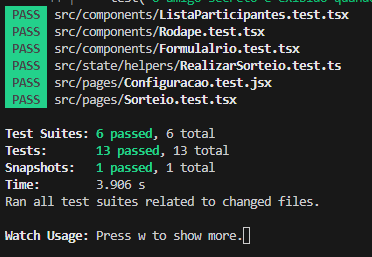 PASS src/components/ListaParticipantes.test.tsx
PASS src/components/Rodape.test.tsx
PASS src/components/Formulalrio.test.tsx
PASS src/state/helpers/RealizarSorteio.test.ts
PASS src/pages/Configuracao.test.jsx
PASS src/pages/Sorteio.test.tsx
Test Suites: 6 passed, 6 total
Tests: 13 passed, 13 total
Snapshots: 1 passed, 1 total
Time: 3.906 s
Ran all test suites related to changed files.
Watch Usage: Press w to show more.